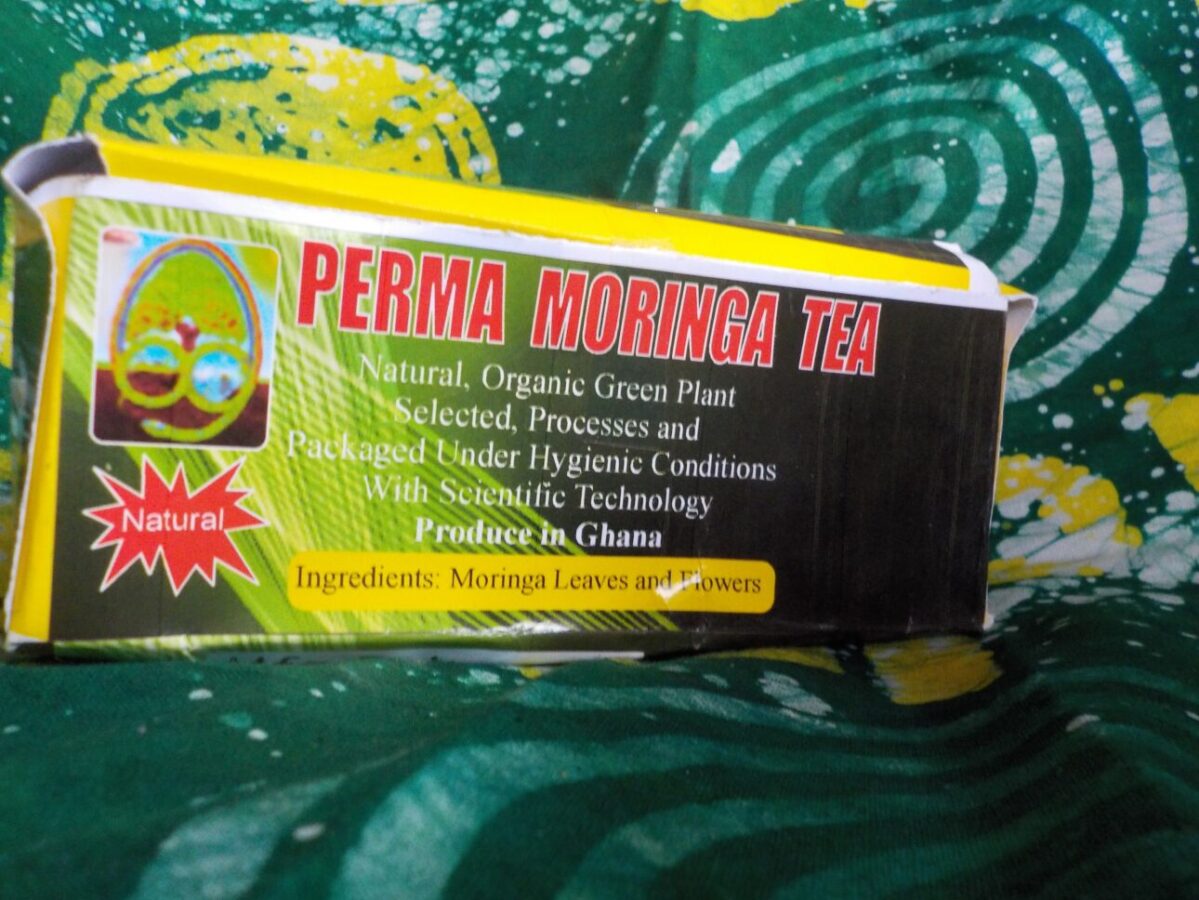 PERMA MORINGA TEA
Natural, Organic Green Plant
Selected, Processes and
Packaged Under Hygienic Conditions
With Scientific Technology
Produce in Ghana
Natural
Ingredients: Moringa Leaves and Flowers